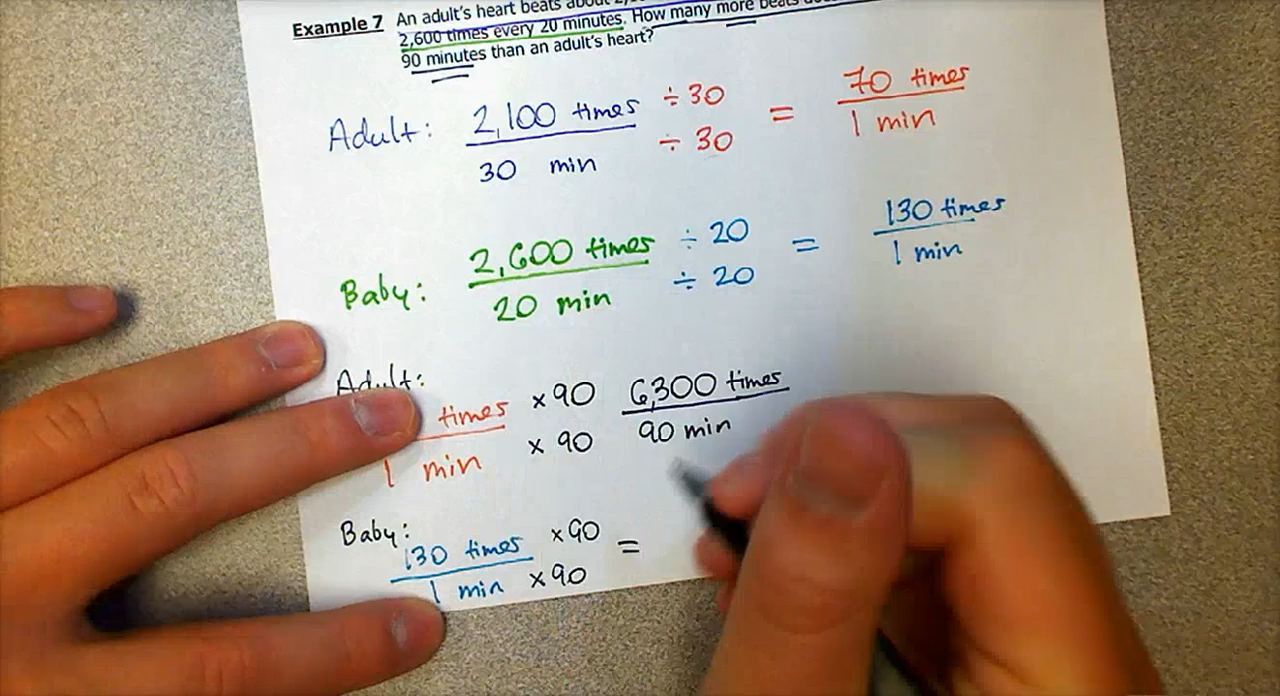 Example 7 An adult's heart beats about
2,600 times every 20 minutes. How many more beats
90 minutes than an adult's heart?
Adult: 2,100 times ÷ 30 = 70 times
30 min ÷ 30 1 min
Baby: 2,600 times ÷ 20 = 130 times
20 min ÷ 20 1 min
Adult:
times x 90 6,300 times
1 min x 90 90 min
Baby:
130 times x 90 =
1 min x 90